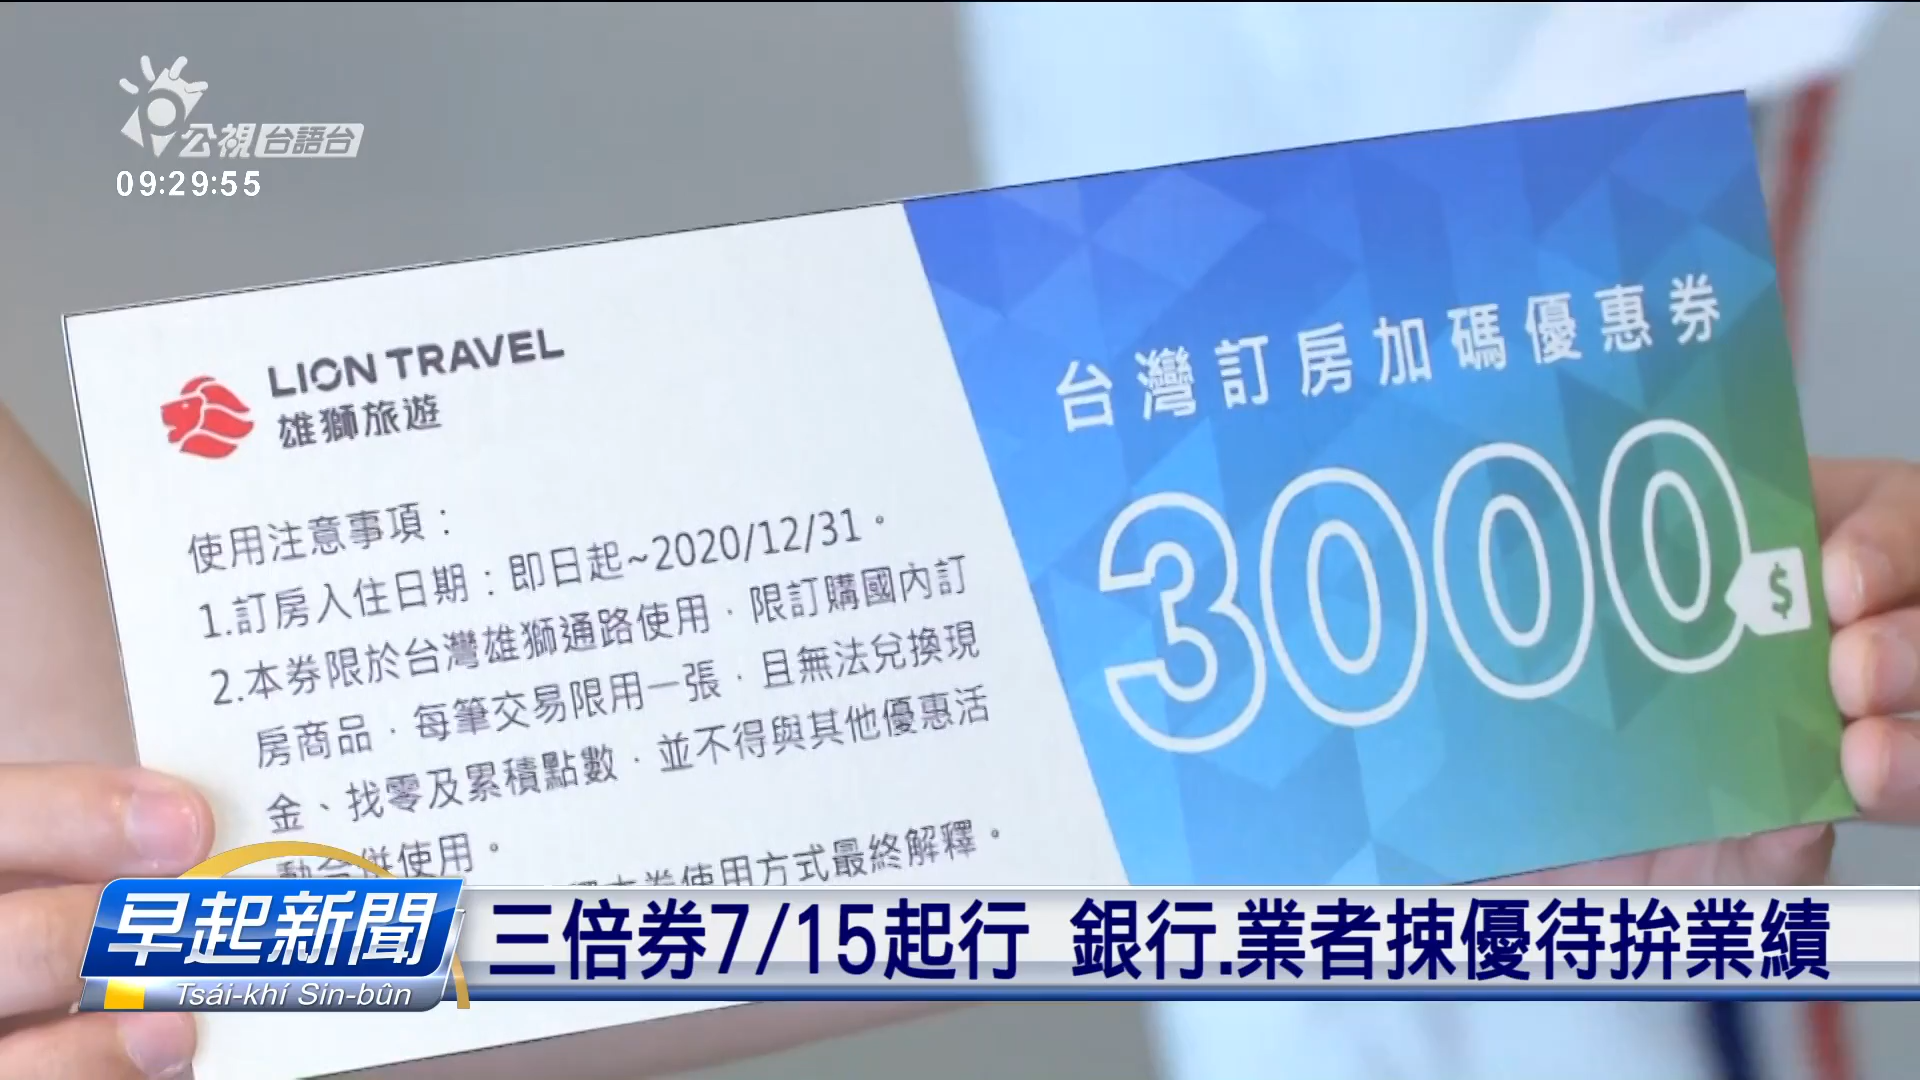 公視台語台
09:29:55
LION TRAVEL
雄獅旅遊
使用注意事項：
1.訂房入住日期：即日起~2020/12/31。
2.本券限於台灣雄獅通路使用，限訂購國內訂
房商品，每筆交易限用一張，且無法兌換現
金、找零及累積點數，並不得與其他優惠活
動合併使用。
本券使用方式最終解釋。
台灣訂房加碼優惠券
3000
$
早起新聞
Tsái-khí Sin-bûn
三倍券7/15起行 銀行.業者揀優待拚業績